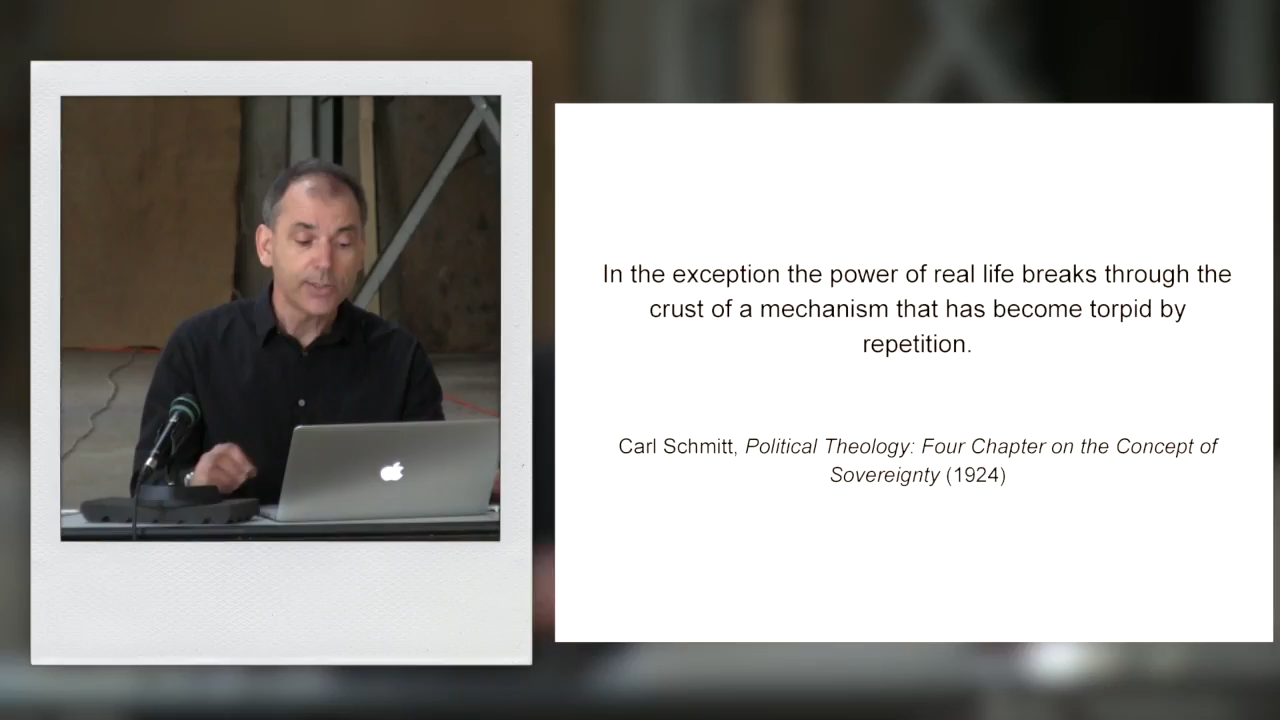 In the exception the power of real life breaks through the
crust of a mechanism that has become torpid by
repetition.
Carl Schmitt, Political Theology: Four Chapter on the Concept of
Sovereignty (1924)